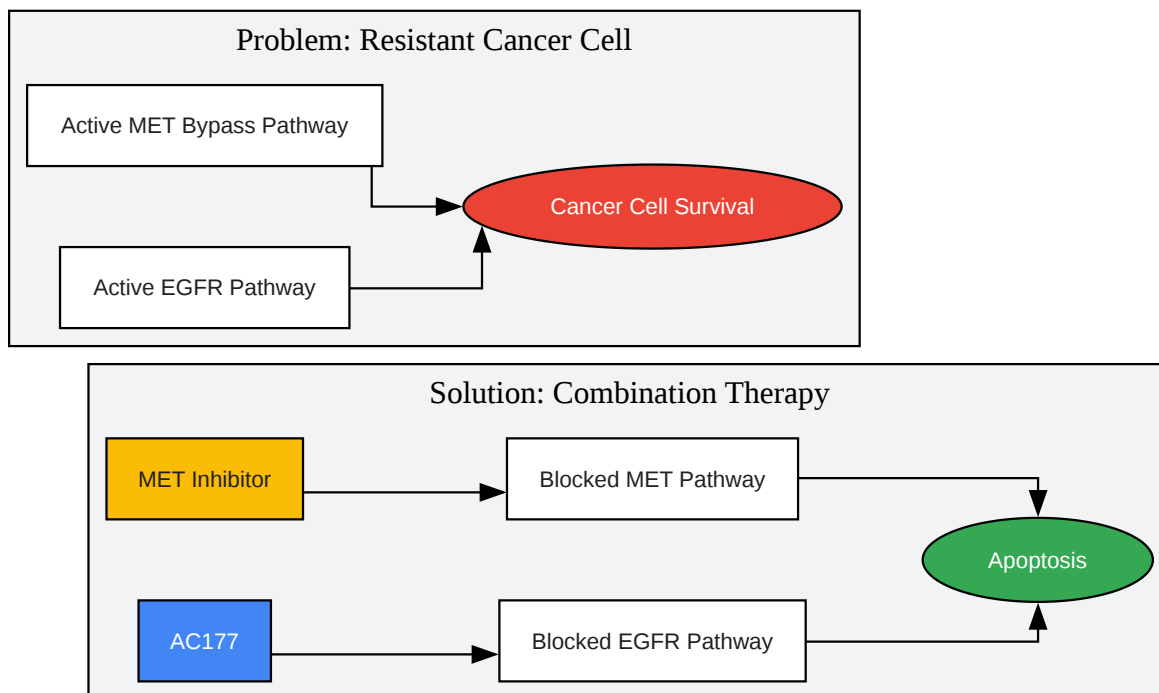 Problem: Resistant Cancer Cell
Active MET Bypass Pathway
Cancer Cell Survival
Active EGFR Pathway
Solution: Combination Therapy
MET Inhibitor
Blocked MET Pathway
Apoptosis
AC177
Blocked EGFR Pathway